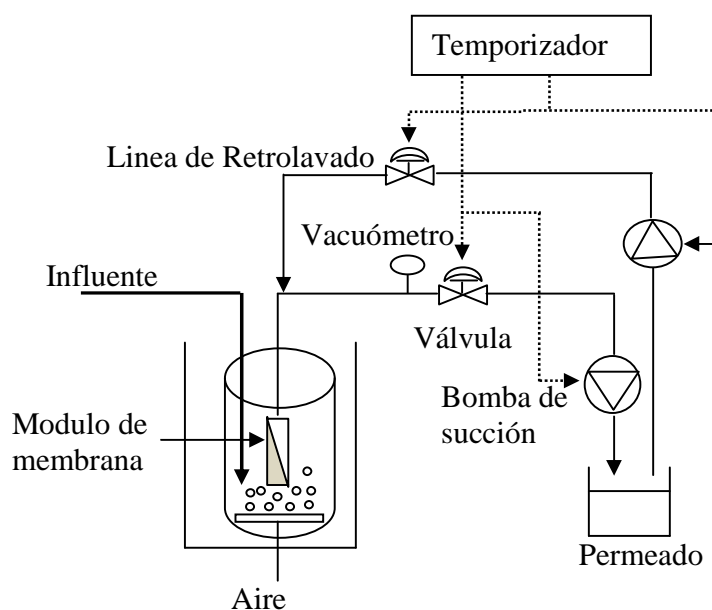 Temporizador
Linea de Retrolavado
Vacuómetro
Influente
Válvula
Bomba de
succión
Modulo de
membrana
Permeado
Aire